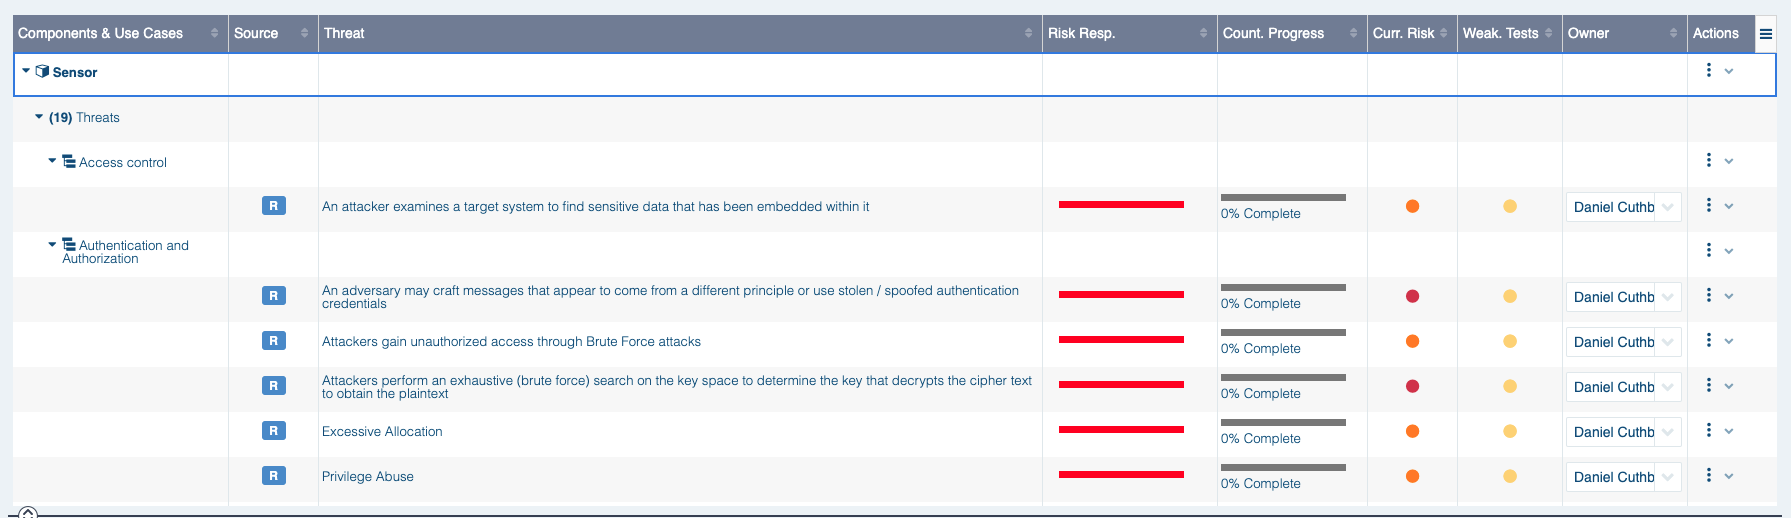 Components & Use Cases Source Threat Risk Resp. Count. Progress Curr. Risk Weak. Tests Owner Actions
Sensor
(19) Threats
Access control
R An attacker examines a target system to find sensitive data that has been embedded within it 0% Complete Daniel Cuthb
Authentication and
Authorization
R An adversary may craft messages that appear to come from a different principle or use stolen / spoofed authentication
credentials 0% Complete Daniel Cuthb
R Attackers gain unauthorized access through Brute Force attacks 0% Complete Daniel Cuthb
R Attackers perform an exhaustive (brute force) search on the key space to determine the key that decrypts the cipher text
to obtain the plaintext 0% Complete Daniel Cuthb
R Excessive Allocation 0% Complete Daniel Cuthb
R Privilege Abuse 0% Complete Daniel Cuthb